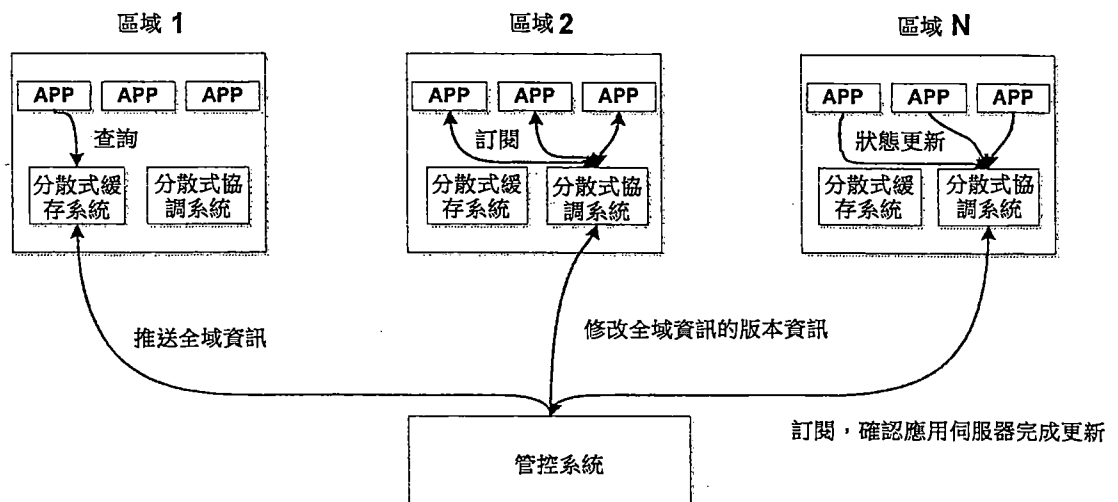 區域 1
區域 2
區域 N
APP APP APP
APP APP APP
APP APP APP
查詢
訂閱
狀態更新
分散式緩
存系統
分散式協
調系統
分散式緩
存系統
分散式協
調系統
分散式緩
存系統
分散式協
調系統
推送全域資訊
修改全域資訊的版本資訊
訂閱，確認應用伺服器完成更新
管控系統